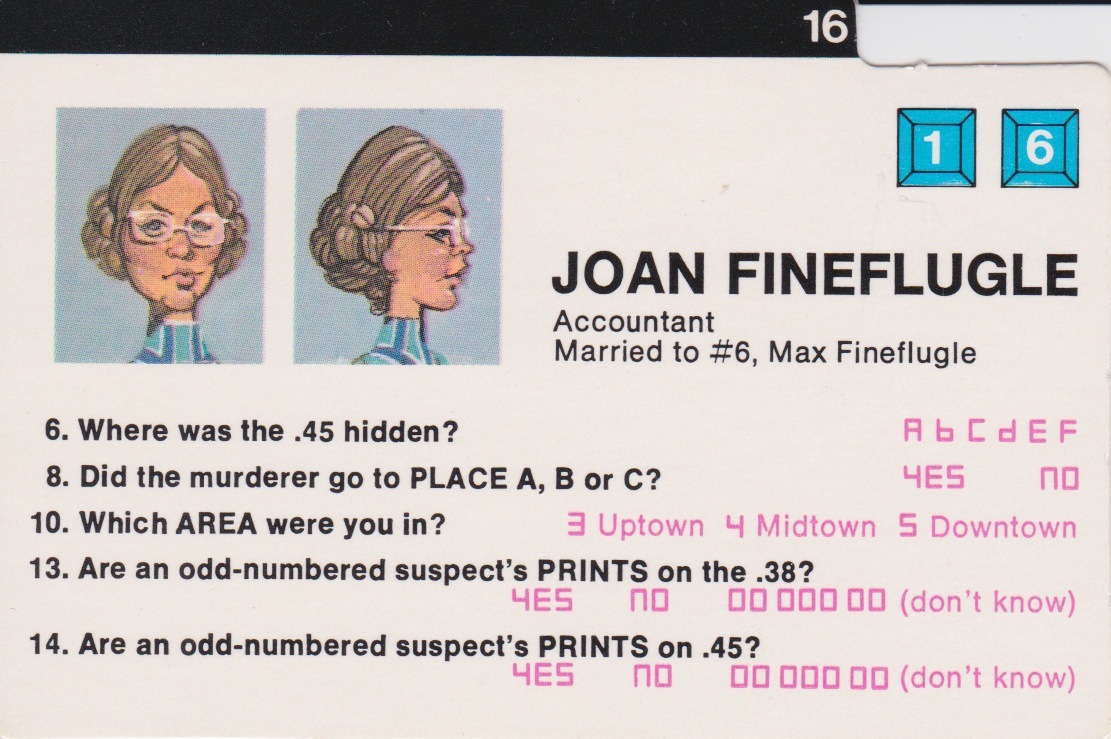 16
1 6
JOAN FINEFLUGLE
Accountant
Married to #6, Max Fineflugle
6. Where was the .45 hidden? A b C d E F
8. Did the murderer go to PLACE A, B or C? YES NO
10. Which AREA were you in? 3 Uptown 4 Midtown 5 Downtown
13. Are an odd-numbered suspect's PRINTS on the .38?
YES NO 00 000 00 (don't know)
14. Are an odd-numbered suspect's PRINTS on .45?
YES NO 00 000 00 (don't know)